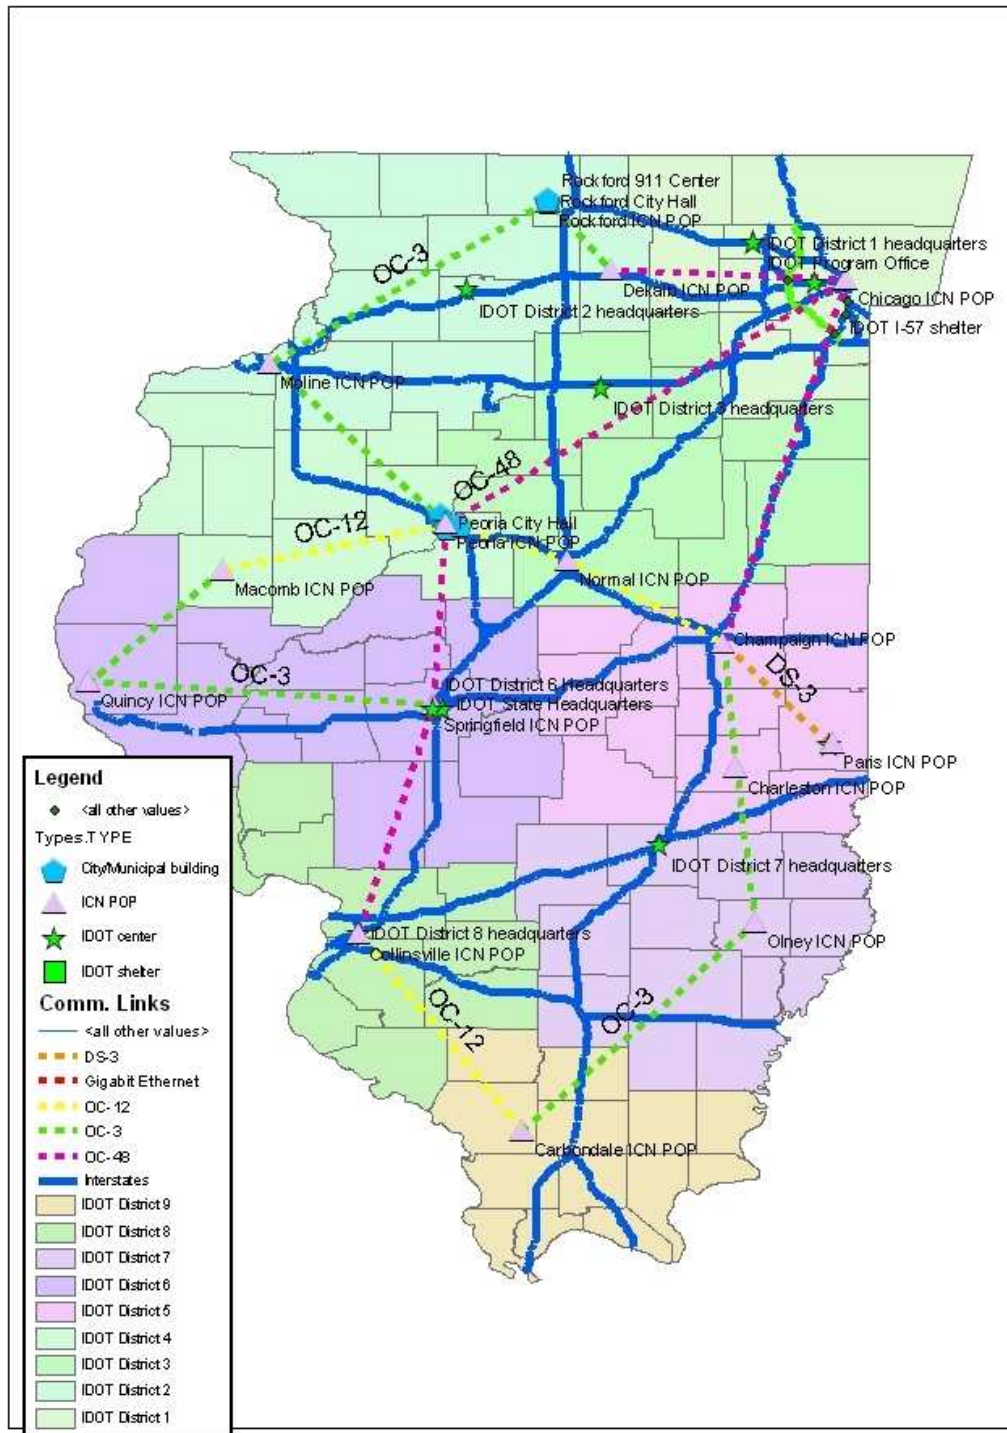 Rockford 911 Center
Rockford City Hall
Rockford ICN POP
OC-3
IDOT District 1 headquarters
IDOT Program Office
Dekalb ICN POP
Chicago ICN POP
IDOT District 2 headquarters
IDOT I-57 shelter
Moline ICN POP
IDOT District 3 headquarters
OC-48
OC-12
Peoria City Hall
Peoria ICN POP
Macomb ICN POP
Normal ICN POP
Champaign ICN POP
DS-3
OC-3
Quincy ICN POP
IDOT District 6 Headquarters
IDOT State Headquarters
Springfield ICN POP
Paris ICN POP
Charleston ICN POP
IDOT District 7 headquarters
IDOT District 8 headquarters
Collinsville ICN POP
Olney ICN POP
OC-12
OC-3
Carbondale ICN POP
Legend
<all other values>
Types.TYPE
City/Municipal building
ICN POP
IDOT center
IDOT shelter
Comm. Links
<all other values>
DS-3
Gigabit Ethernet
OC-12
OC-3
OC-48
Interstates
IDOT District 9
IDOT District 8
IDOT District 7
IDOT District 6
IDOT District 5
IDOT District 4
IDOT District 3
IDOT District 2
IDOT District 1